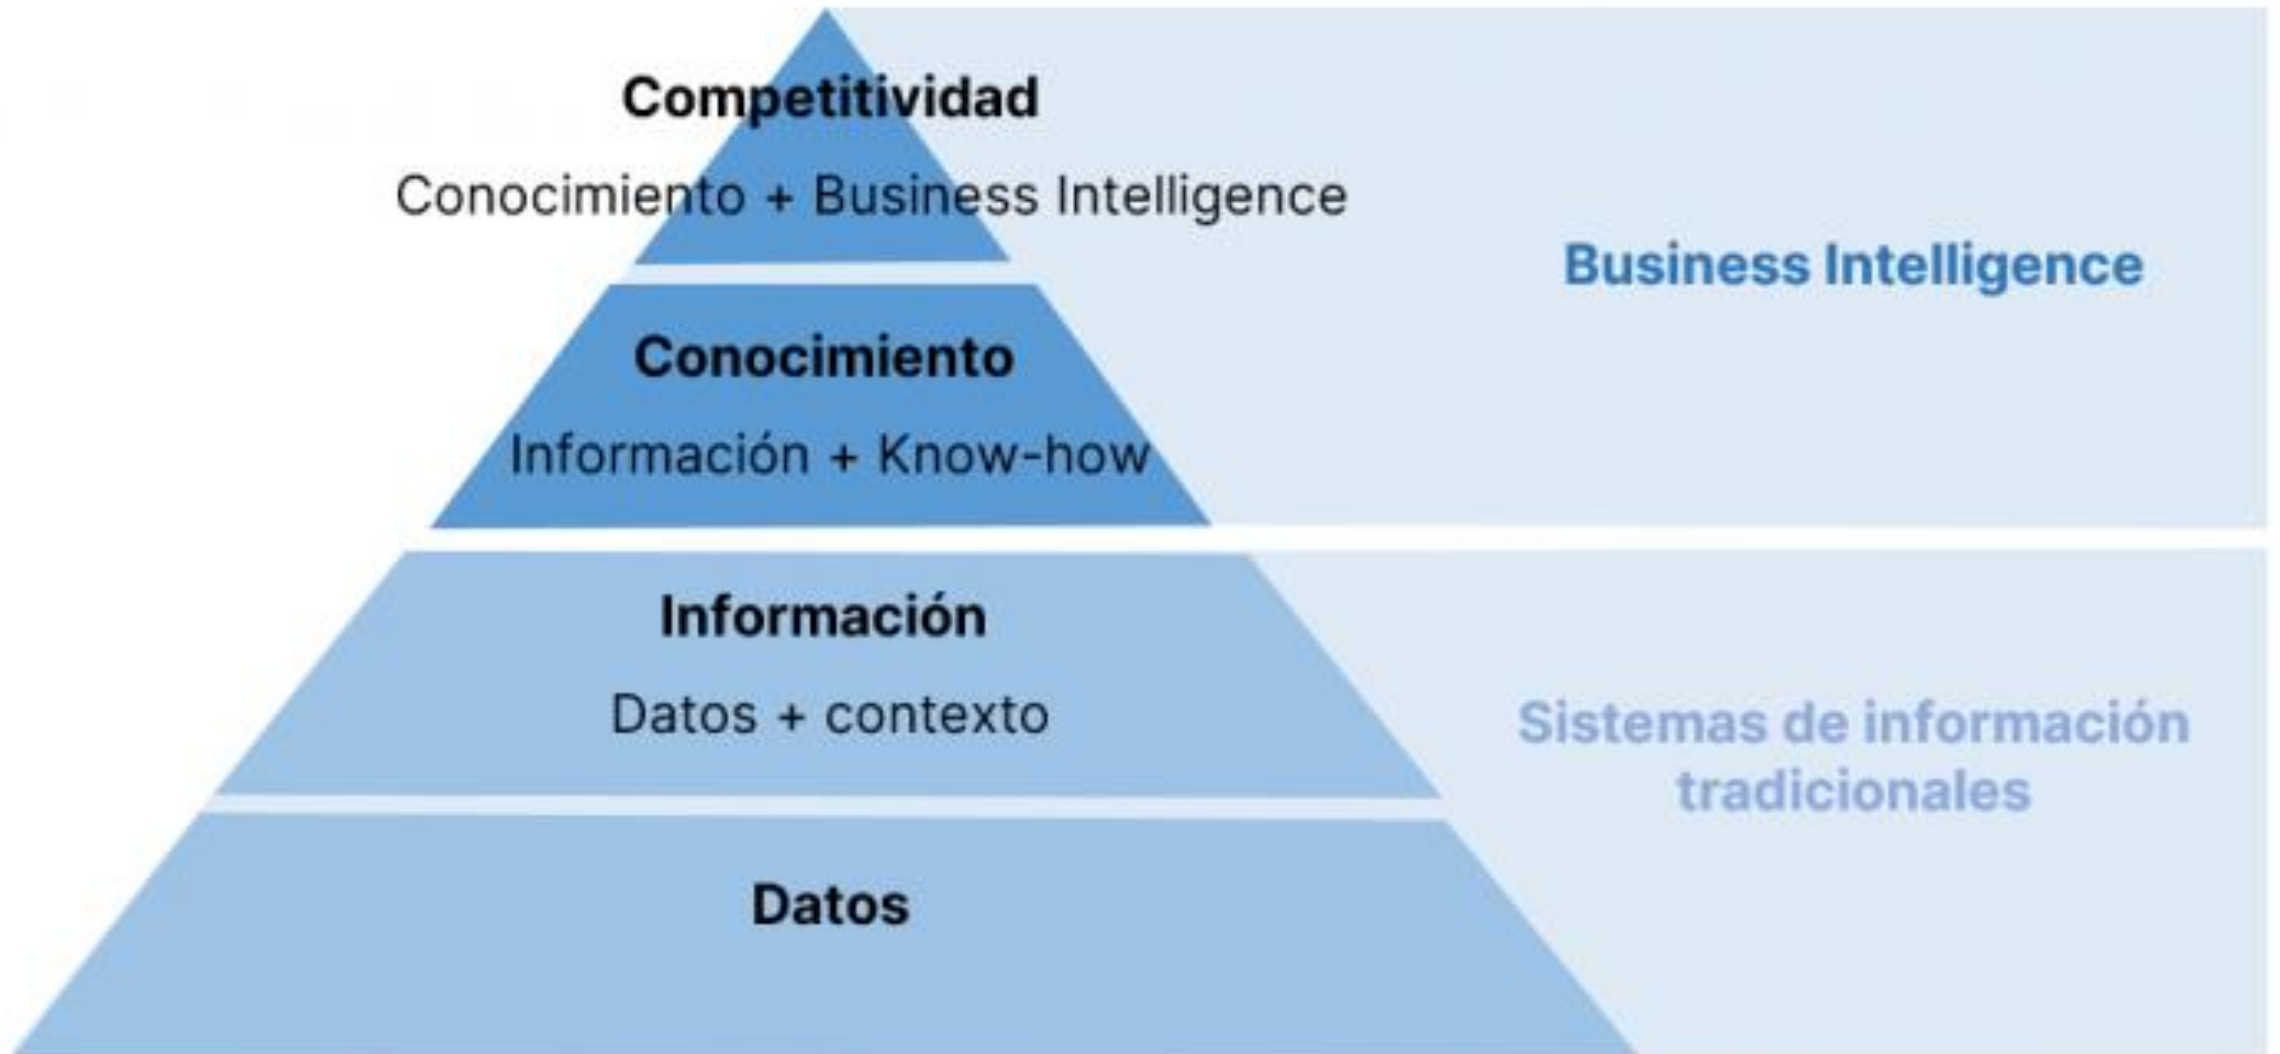 Competitividad
Conocimiento + Business Intelligence
Business Intelligence
Conocimiento
Información + Know-how
Información
Datos + contexto
Sistemas de información
tradicionales
Datos